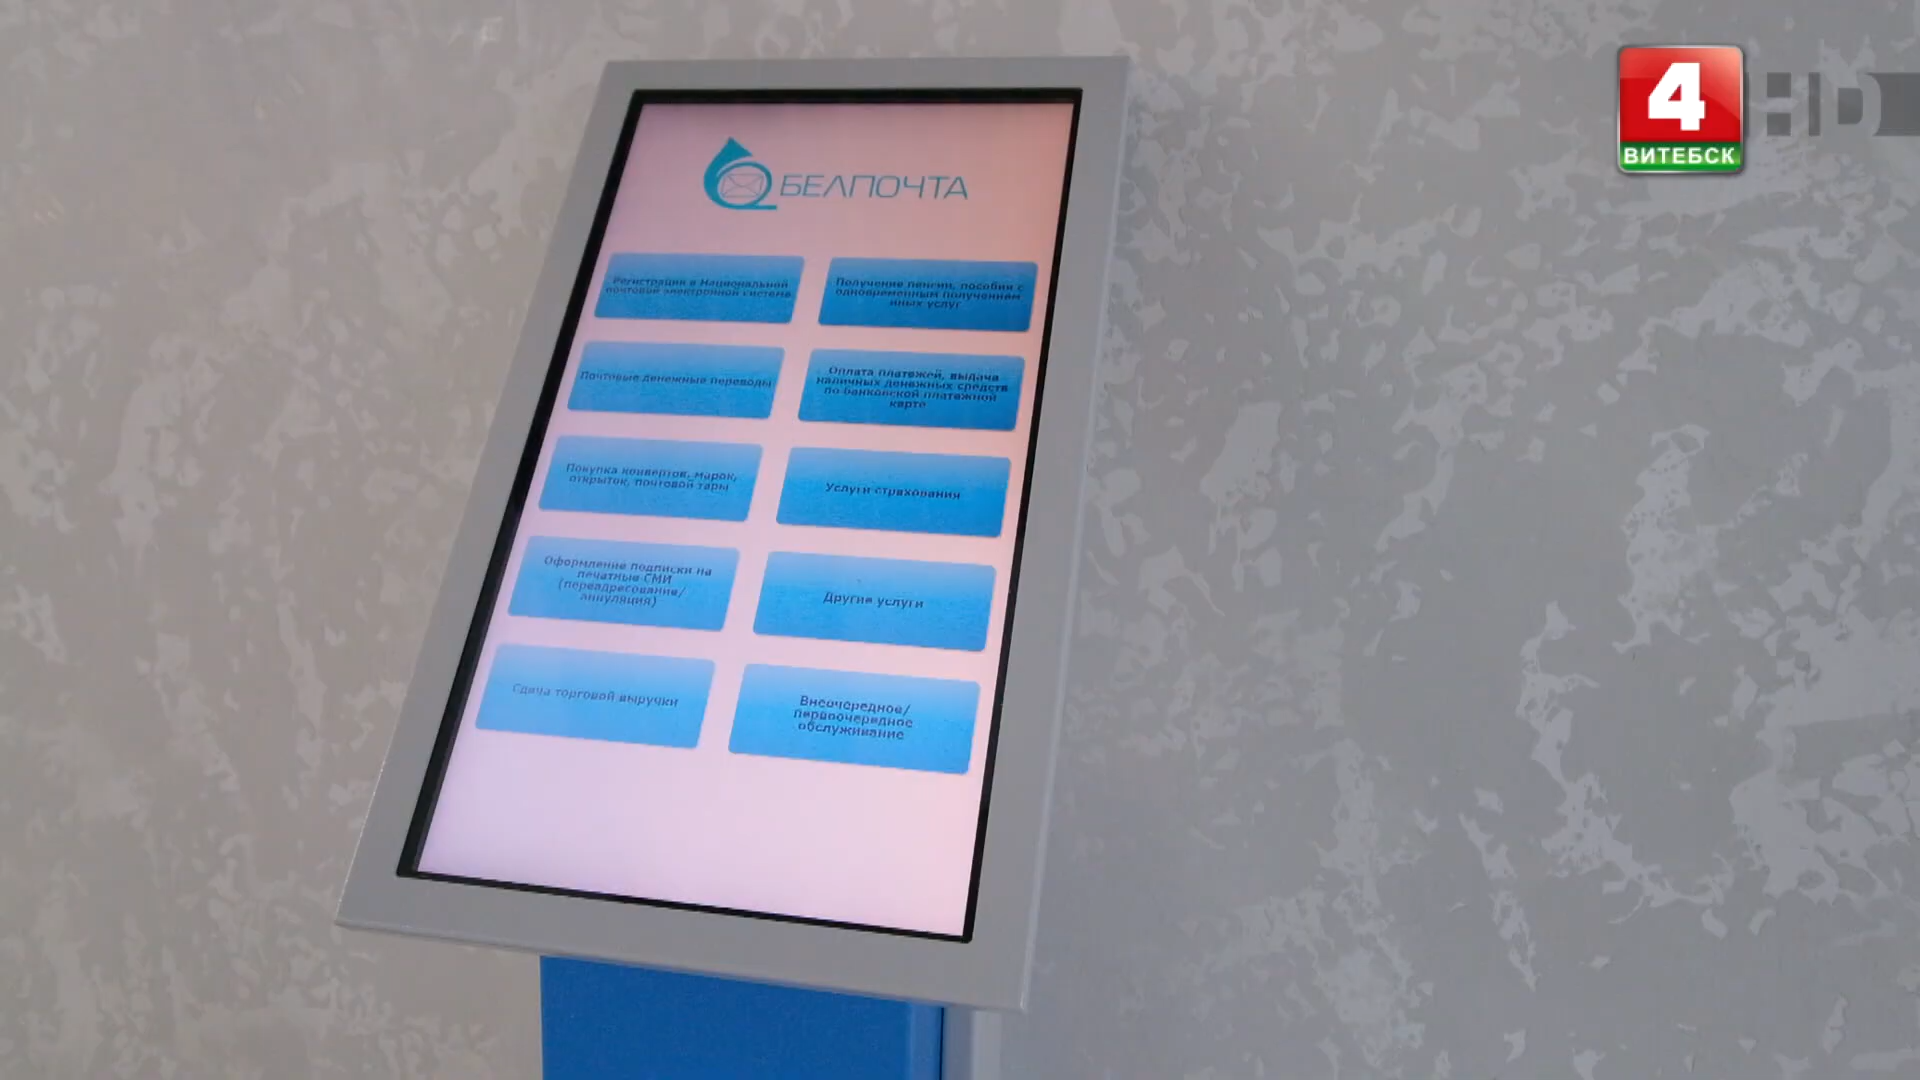 БЕЛПОЧТА
Регистрация в Национальной
почтовой электронной системе
Получение пенсии, пособия с
одновременным получением
иных услуг
Почтовые денежные переводы
Оплата платежей, выдача
наличных денежных средств
по банковской платежной
карте
Покупка конвертов, марок,
открыток, почтовой тары
Услуги страхования
Оформление подписки на
печатные СМИ
(переадресование/
аннуляция)
Другие услуги
Сдача торговой выручки
Внеочередное/
первоочередное
обслуживание
4 HD
ВИТЕБСК